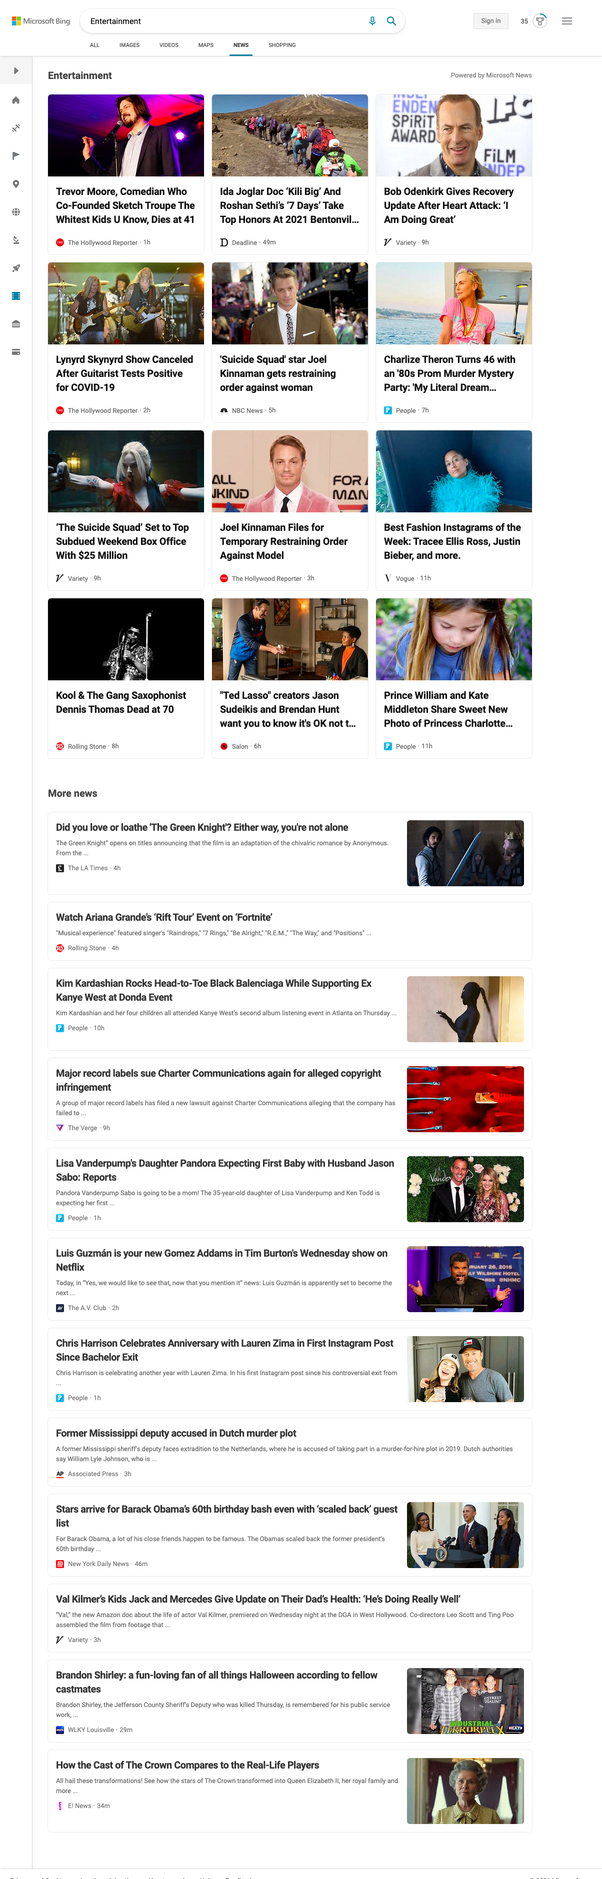 Microsoft Bing
Entertainment
Sign in
35
ALL IMAGES VIDEOS MAPS NEWS SHOPPING
Entertainment
Powered by Microsoft News
Trevor Moore, Comedian Who
Co-Founded Sketch Troupe The
Whitest Kids U Know, Dies at 41
The Hollywood Reporter · 1h
Ida Joglar Doc ‘Kili Big’ And
Roshan Sethi’s ‘7 Days’ Take
Top Honors At 2021 Bentonvil...
Deadline · 49m
Bob Odenkirk Gives Recovery
Update After Heart Attack: ‘I
Am Doing Great’
Variety · 9h
Lynyrd Skynyrd Show Canceled
After Guitarist Tests Positive
for COVID-19
The Hollywood Reporter · 2h
'Suicide Squad' star Joel
Kinnaman gets restraining
order against woman
NBC News · 5h
Charlize Theron Turns 46 with
an '80s Prom Murder Mystery
Party: 'My Literal Dream...
People · 7h
‘The Suicide Squad’ Set to Top
Subdued Weekend Box Office
With $25 Million
Variety · 9h
Joel Kinnaman Files for
Temporary Restraining Order
Against Model
The Hollywood Reporter · 3h
Best Fashion Instagrams of the
Week: Tracee Ellis Ross, Justin
Bieber, and more.
Vogue · 11h
Kool & The Gang Saxophonist
Dennis Thomas Dead at 70
Rolling Stone · 8h
"Ted Lasso" creators Jason
Sudeikis and Brendan Hunt
want you to know it's OK not t...
Salon · 6h
Prince William and Kate
Middleton Share Sweet New
Photo of Princess Charlotte...
People · 11h
More news
Did you love or loathe 'The Green Knight'? Either way, you're not alone
The Green Knight" opens on titles announcing that the film is an adaptation of the chivalric romance by Anonymous.
From the ...
The LA Times · 4h
Watch Ariana Grande’s ‘Rift Tour’ Event on ‘Fortnite’
"Musical experience" featured singer's "Raindrops," "7 Rings," "Be Alright," "R.E.M.," "The Way," and "Positions" ...
Rolling Stone · 4h
Kim Kardashian Rocks Head-to-Toe Black Balenciaga While Supporting Ex
Kanye West at Donda Event
Kim Kardashian and her four children all attended Kanye West's second album listening event in Atlanta on Thursday ...
People · 10h
Major record labels sue Charter Communications again for alleged copyright
infringement
A group of major record labels has filed a new lawsuit against Charter Communications alleging that the company has
failed to ...
The Verge · 9h
Lisa Vanderpump's Daughter Pandora Expecting First Baby with Husband Jason
Sabo: Reports
Pandora Vanderpump Sabo is going to be a mom! The 35-year-old daughter of Lisa Vanderpump and Ken Todd is
expecting her first ...
People · 1h
Luis Guzmán is your new Gomez Addams in Tim Burton's Wednesday show on
Netflix
Today, in "Yes, we would like to see that, now that you mention it" news: Luis Guzmán is apparently set to become the
next ...
The A.V. Club · 2h
Chris Harrison Celebrates Anniversary with Lauren Zima in First Instagram Post
Since Bachelor Exit
Chris Harrison is celebrating another year with Lauren Zima. In his first Instagram post since his controversial exit from
...
People · 1h
Former Mississippi deputy accused in Dutch murder plot
A former Mississippi sheriff's deputy faces extradition to the Netherlands, where he is accused of taking part in a murder-for-hire plot in 2019. Dutch authorities
say William Lyle Johnson, who is ...
Associated Press · 3h
Stars arrive for Barack Obama’s 60th birthday bash even with ‘scaled back’ guest
list
For Barack Obama, a lot of his close friends happen to be famous. The Obamas scaled back the former president's
60th birthday ...
New York Daily News · 46m
Val Kilmer’s Kids Jack and Mercedes Give Update on Their Dad’s Health: ‘He’s Doing Really Well’
"Val," the new Amazon doc about the life of actor Val Kilmer, premiered on Wednesday night at the DGA in West Hollywood. Co-directors Leo Scott and Ting Poo
assembled the film from footage that ...
Variety · 3h
Brandon Shirley: a fun-loving fan of all things Halloween according to fellow
castmates
Brandon Shirley, the Jefferson County Sheriff's Deputy who was killed Thursday, is remembered for his public service
work, ...
WLKY Louisville · 29m
How the Cast of The Crown Compares to the Real-Life Players
All hail these transformations! See how the stars of The Crown transformed into Queen Elizabeth II, her royal family and
more ...
E! News · 34m